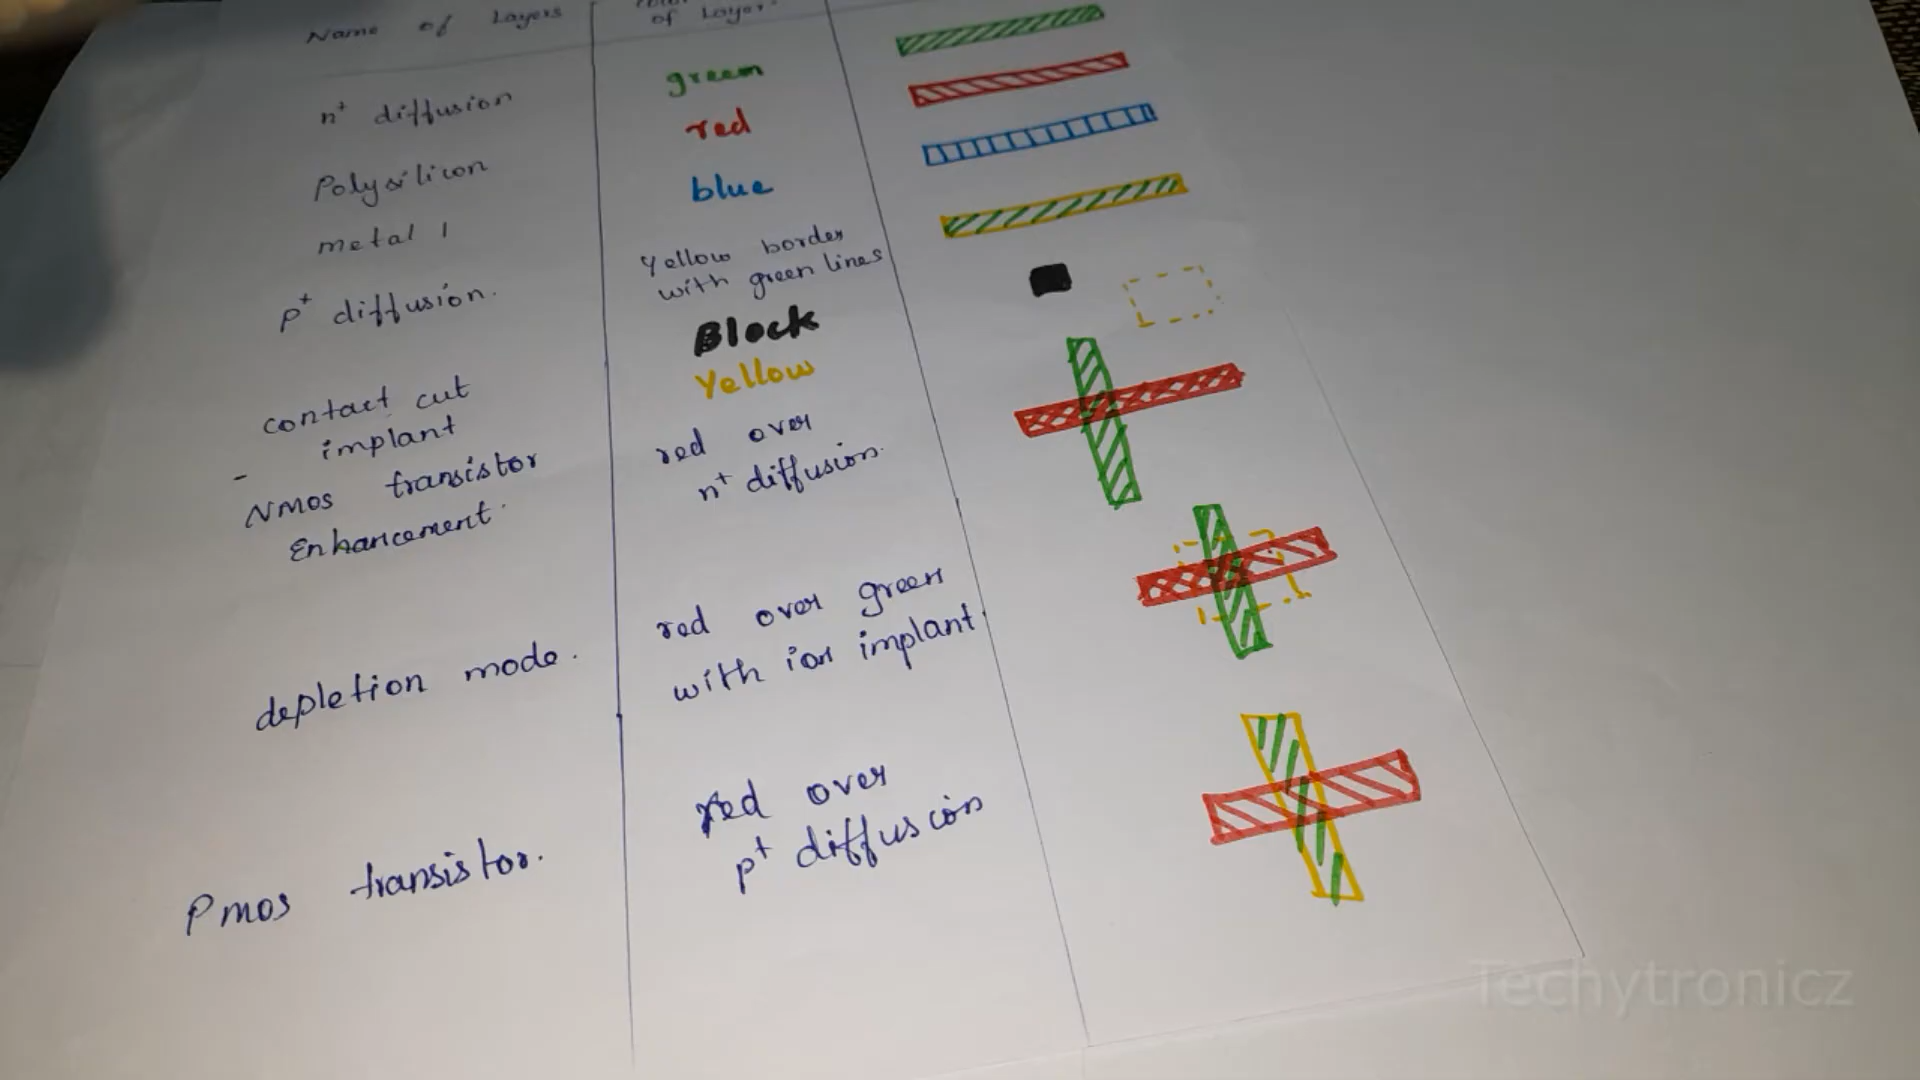 Name of Layers
of Layer.
green
n+ diffusion
red
Polysilicon
blue
metal 1
Yellow border
with green lines
p+ diffusion.
Block
contact cut
Yellow
- implant
red over
n+ diffusion.
NMOS transistor
Enhancement.
red over green
with ion implant.
depletion mode.
red over
p+ diffusion
Pmos transistor.
Techytronicz